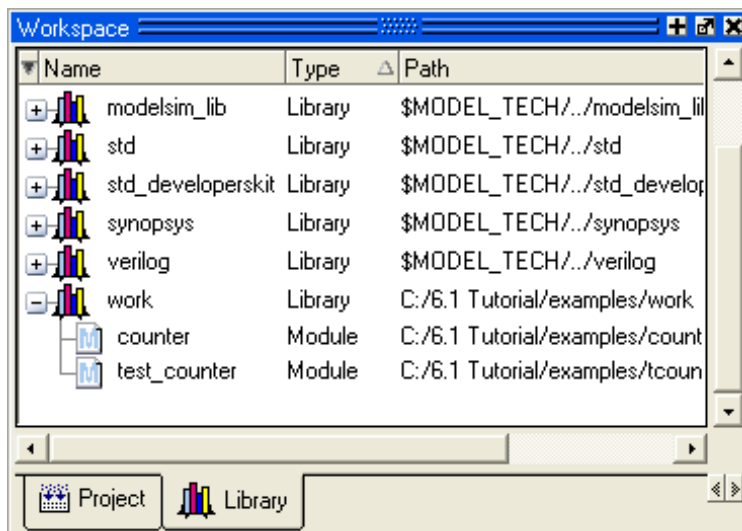 Workspace
Name Type Path
modelsim_lib Library $MODEL_TECH/../modelsim_lil
std Library $MODEL_TECH/../std
std_developerskit Library $MODEL_TECH/../std_develop
synopsys Library $MODEL_TECH/../synopsys
verilog Library $MODEL_TECH/../verilog
work Library C:/6.1 Tutorial/examples/work
counter Module C:/6.1 Tutorial/examples/count
test_counter Module C:/6.1 Tutorial/examples/tcoun
Project Library